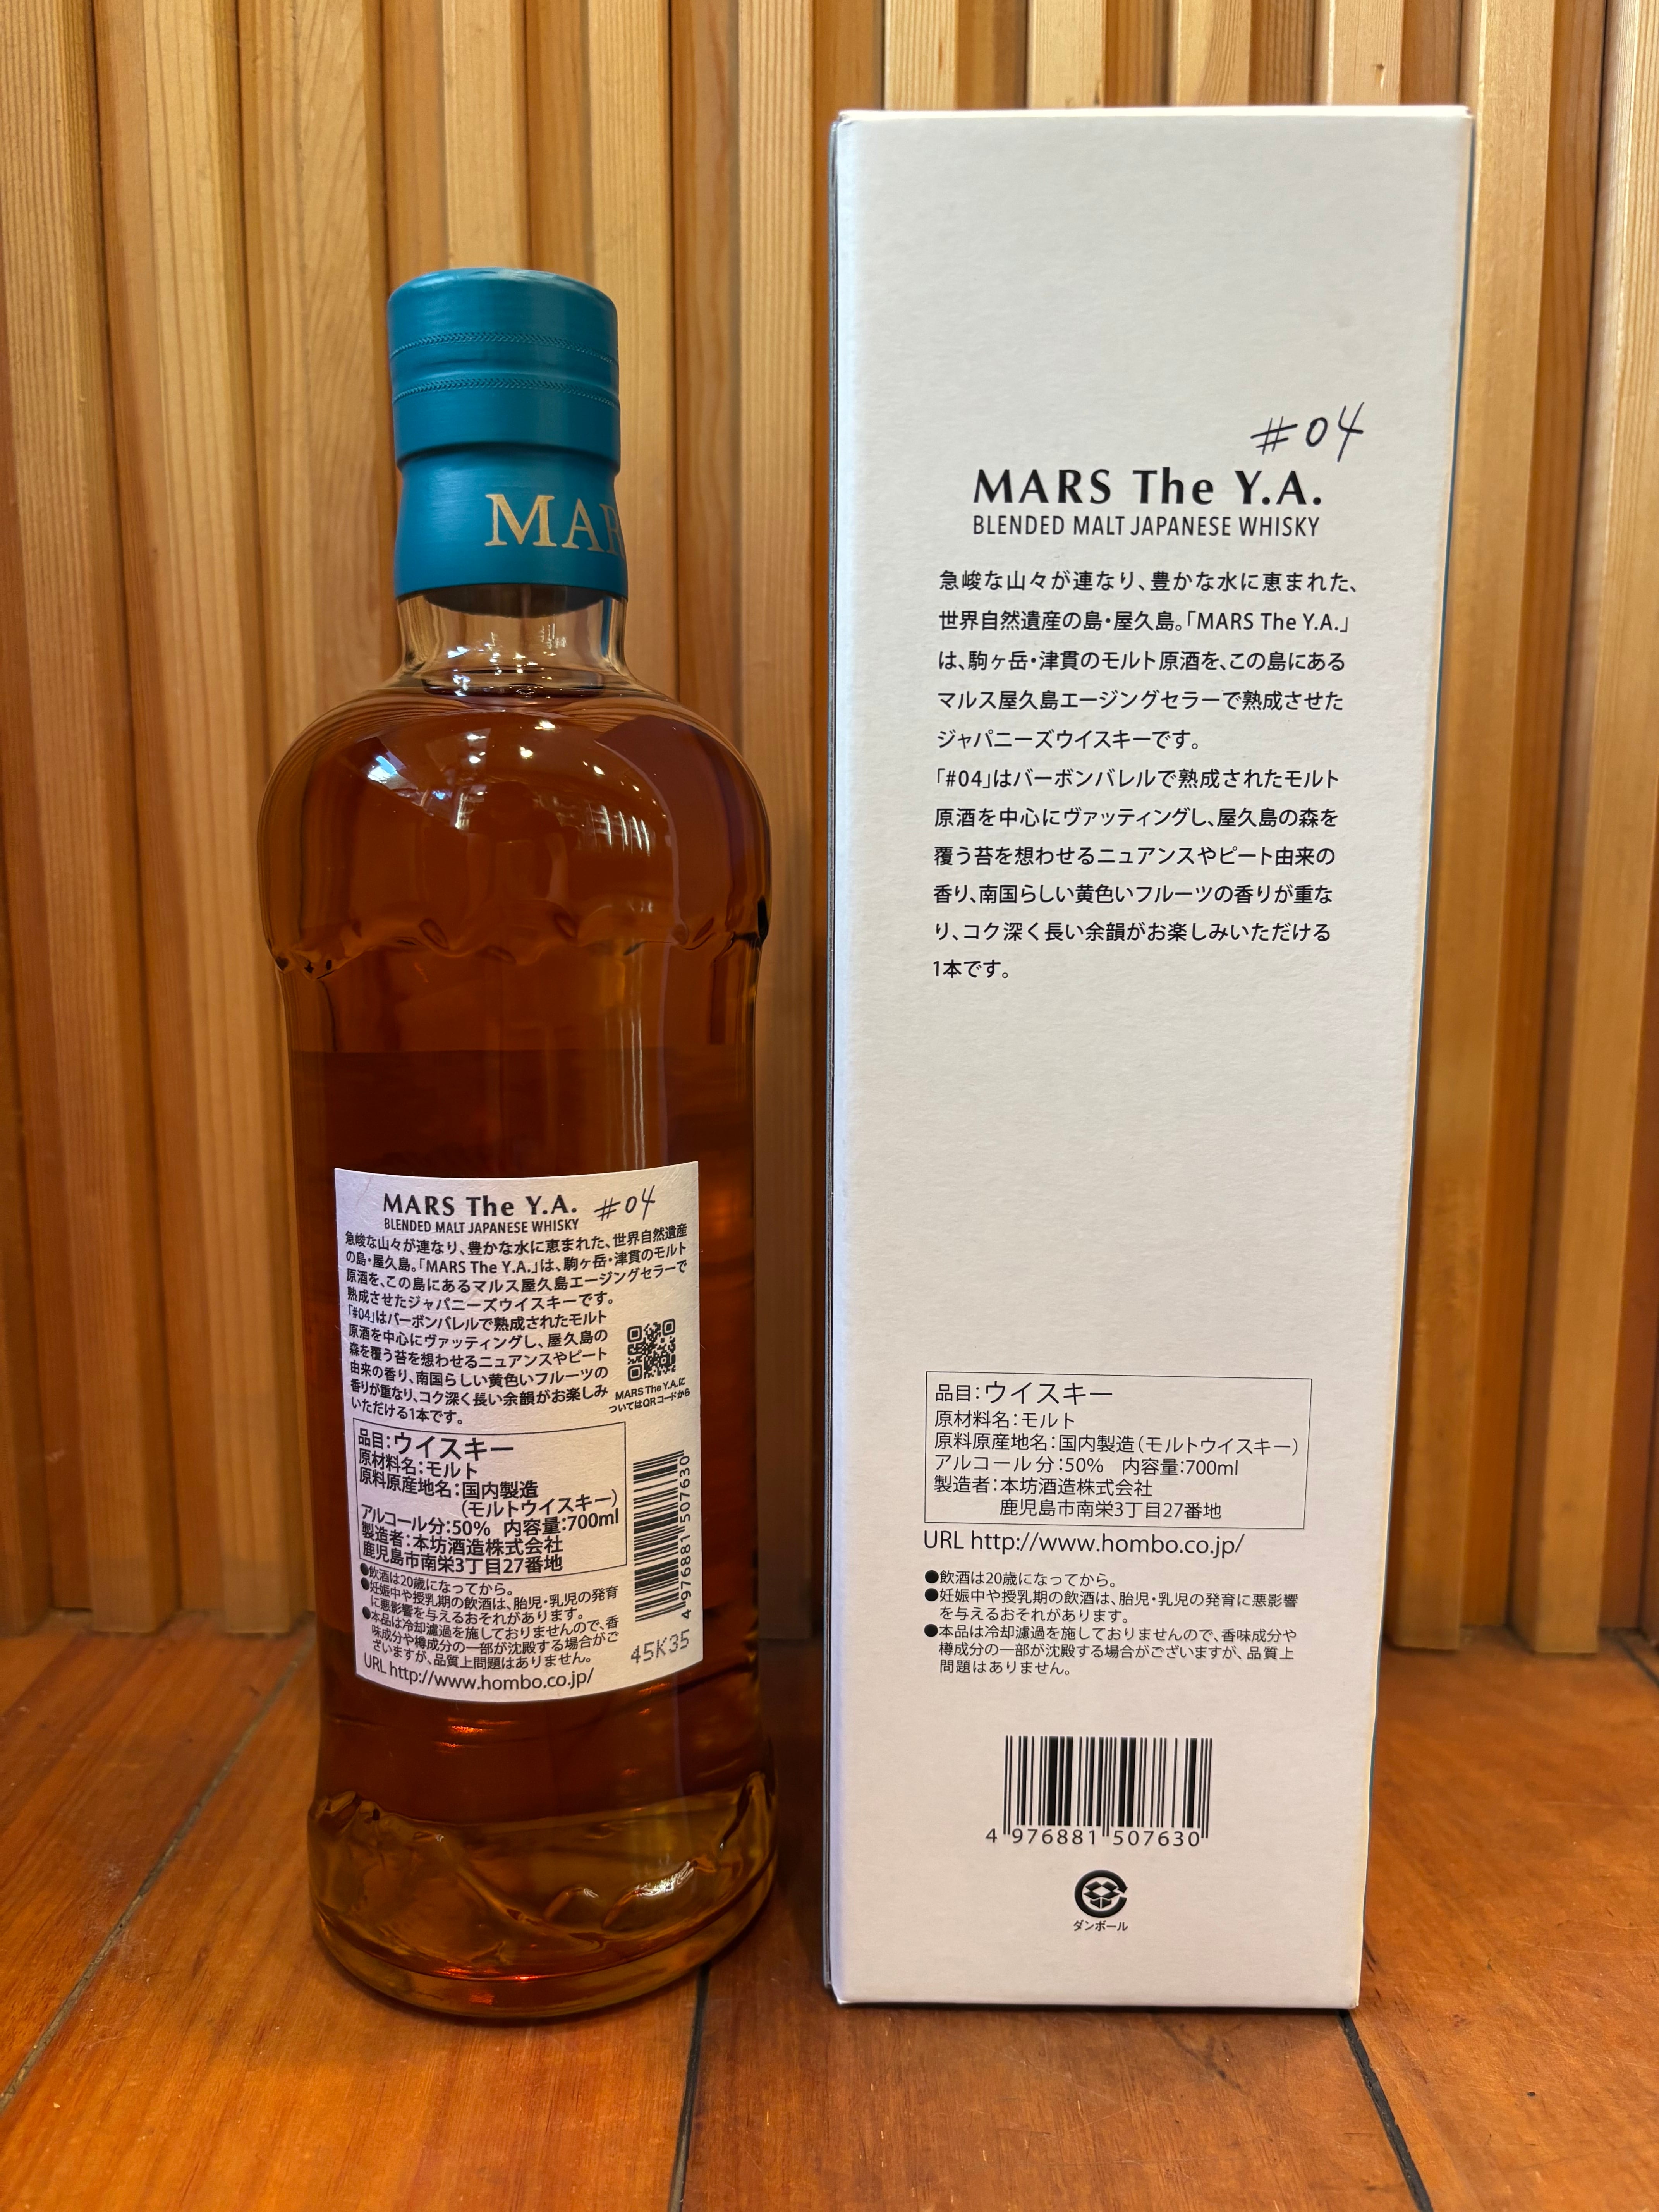 MAR
MARS The Y.A. #04
BLENDED MALT JAPANESE WHISKY
急峻な山々が連なり、豊かな水に恵まれた、世界自然遺産
の島・屋久島。「MARS The Y.A.」は、駒ヶ岳・津貫のモルト
原酒を、この島にあるマルス屋久島エージングセラーで
熟成させたジャパニーズウイスキーです。
「#04」はバーボンバレルで熟成されたモルト
原酒を中心にヴァッティングし、屋久島の
森を覆う苔を想わせるニュアンスやピート
由来の香り、南国らしい黄色いフルーツの
香りが重なり、コク深く長い余韻がお楽しみ
いただける1本です。
MARS The Y.A.に
ついてはQRコードから
品目：ウイスキー
原材料名：モルト
原料原産地名：国内製造
（モルトウイスキー）
アルコール分：50% 内容量：700ml
製造者：本坊酒造株式会社
鹿児島市南栄3丁目27番地
●飲酒は20歳になってから。
●妊娠中や授乳期の飲酒は、胎児・乳児の発育
に悪影響を与えるおそれがあります。
●本品は冷却濾過を施しておりませんので、香
味成分や樽成分の一部が沈殿する場合がご
ざいますが、品質上問題はありません。
URL http://www.hombo.co.jp/
4 976881 507630
45K35
#04
MARS The Y.A.
BLENDED MALT JAPANESE WHISKY
急峻な山々が連なり、豊かな水に恵まれた、
世界自然遺産の島・屋久島。「MARS The Y.A.」
は、駒ヶ岳・津貫のモルト原酒を、この島にある
マルス屋久島エージングセラーで熟成させた
ジャパニーズウイスキーです。
「#04」はバーボンバレルで熟成されたモルト
原酒を中心にヴァッティングし、屋久島の森を
覆う苔を想わせるニュアンスやピート由来の
香り、南国らしい黄色いフルーツの香りが重な
り、コク深く長い余韻がお楽しみいただける
1本です。
品目：ウイスキー
原材料名：モルト
原料原産地名：国内製造（モルトウイスキー）
アルコール分：50% 内容量：700ml
製造者：本坊酒造株式会社
鹿児島市南栄3丁目27番地
URL http://www.hombo.co.jp/
●飲酒は20歳になってから。
●妊娠中や授乳期の飲酒は、胎児・乳児の発育に悪影響
を与えるおそれがあります。
●本品は冷却濾過を施しておりませんので、香味成分や
樽成分の一部が沈殿する場合がございますが、品質上
問題はありません。
4 976881 507630
ダンボール